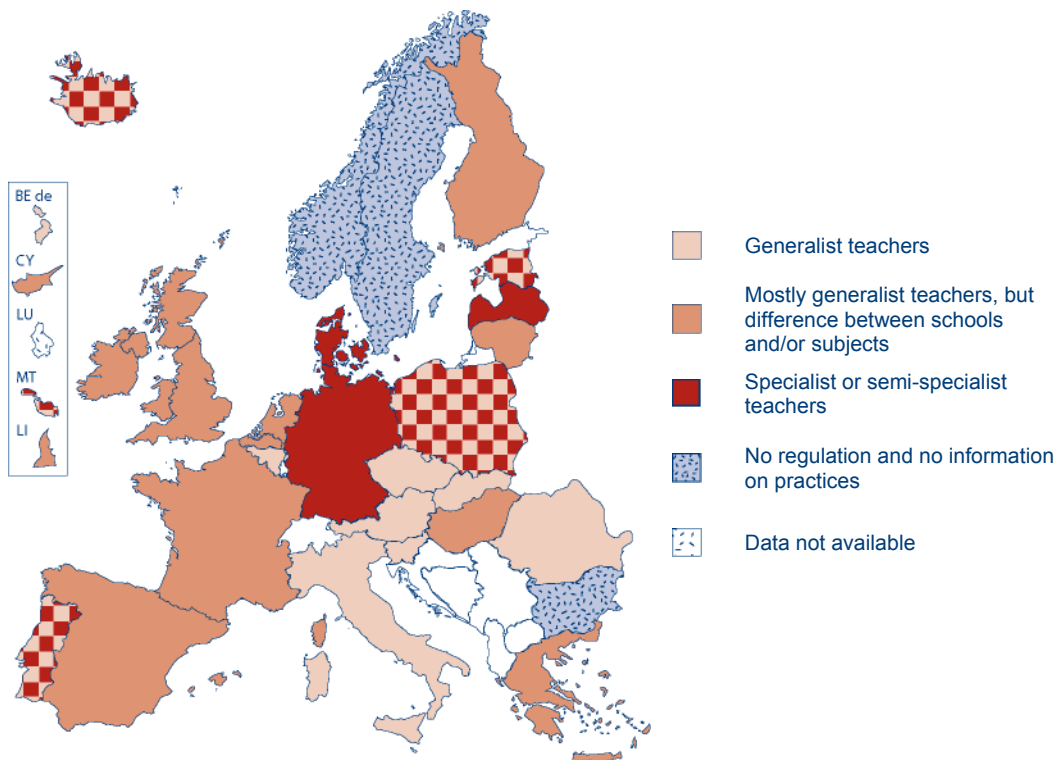 BE de
CY
LU
MT
LI
Generalist teachers
Mostly generalist teachers, but
difference between schools
and/or subjects
Specialist or semi-specialist
teachers
No regulation and no information
on practices
Data not available